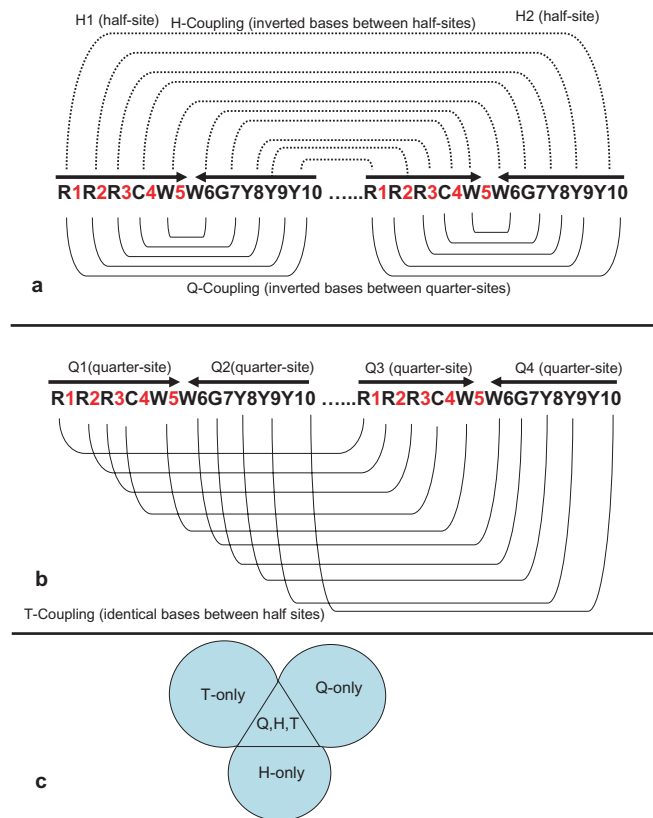 H1 (half-site) H-Coupling (inverted bases between half-sites) H2 (half-site)
R1R2R3C4W5W6G7Y8Y9Y10 ......R1R2R3C4W5W6G7Y8Y9Y10
a
Q-Coupling (inverted bases between quarter-sites)
Q1(quarter-site) Q2(quarter-site) Q3 (quarter-site) Q4 (quarter-site)
R1R2R3C4W5W6G7Y8Y9Y10 ......R1R2R3C4W5W6G7Y8Y9Y10
b
T-Coupling (identical bases between half sites)
T-only Q-only
Q,H,T
H-only
c